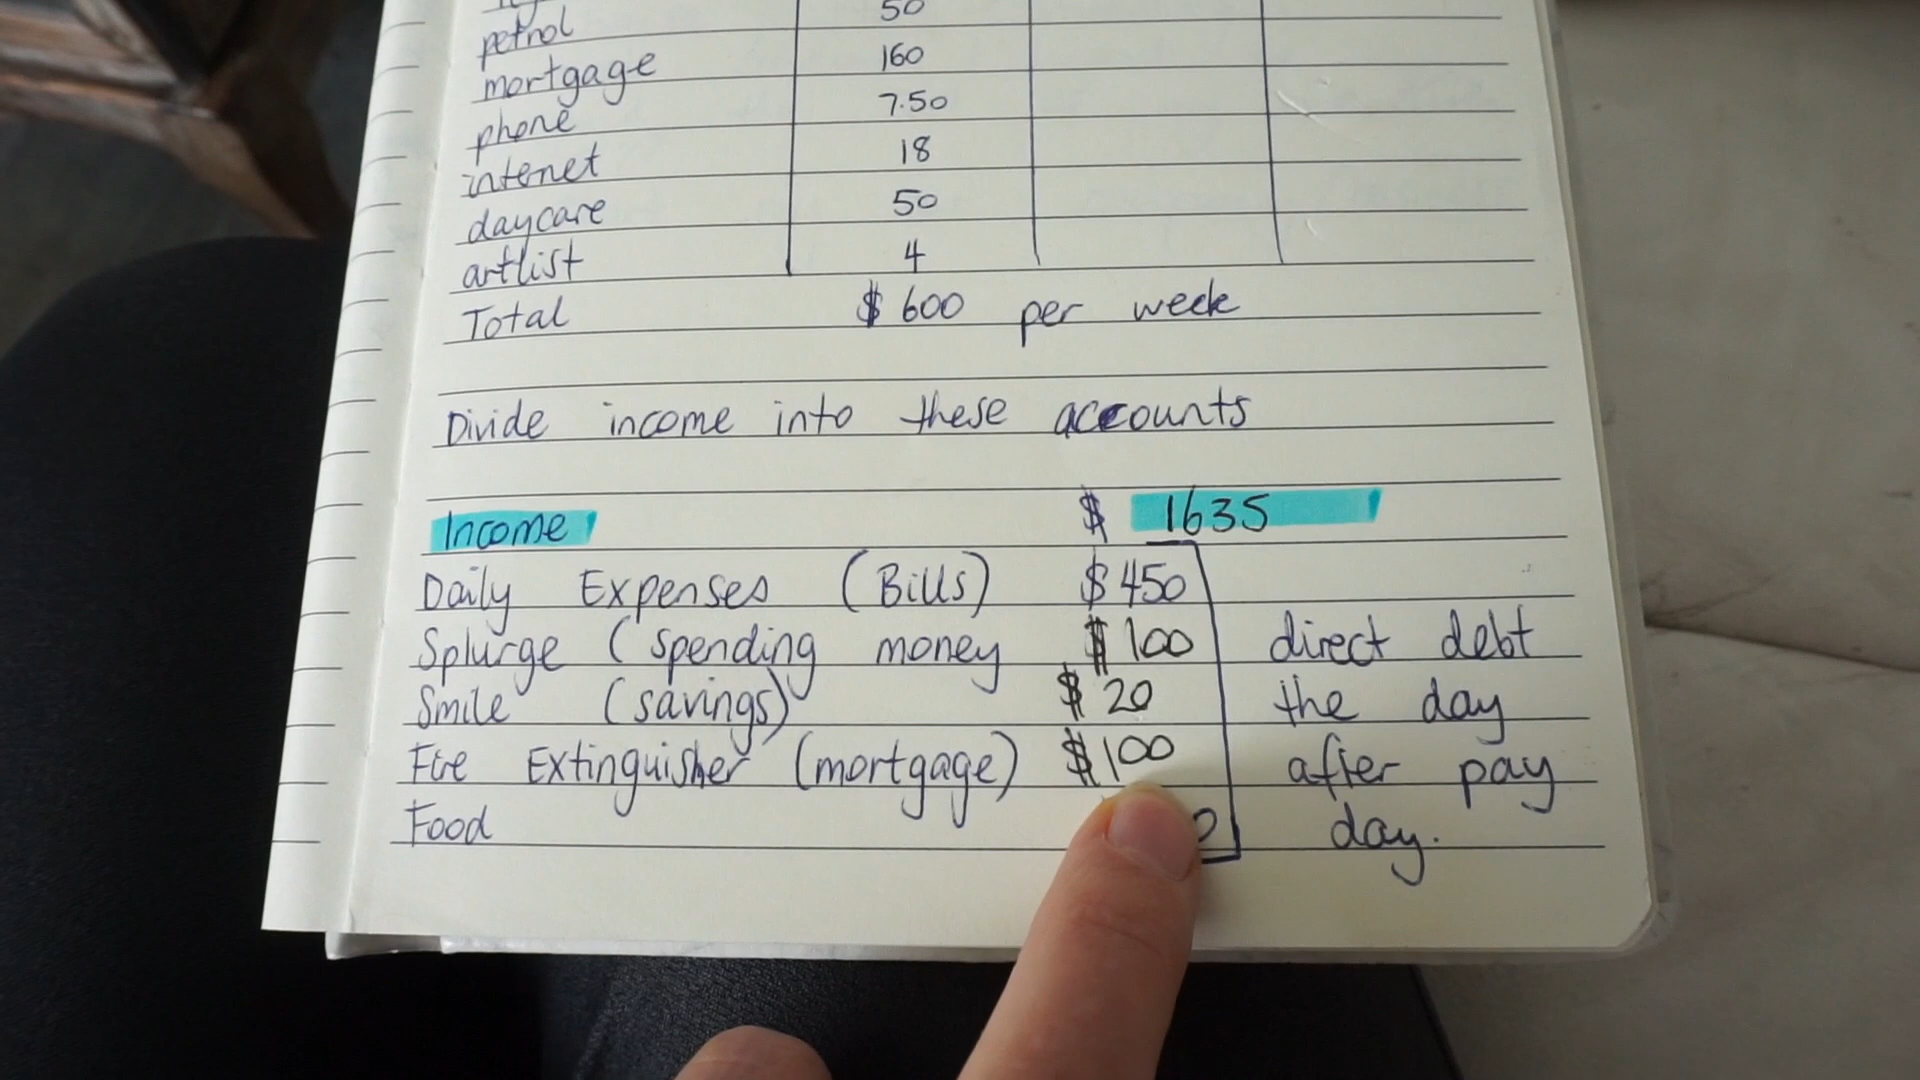 50
petrol 160
mortgage 7.50
phone 18
internet 50
daycare 4
artlist
Total $ 600 per week
Divide income into these accounts
Income $ 1635
Daily Expenses (Bills) $450
Splurge (spending money $100 direct debt
Smile (savings) $20 the day
Fire Extinguisher (mortgage) $100 after pay
Food day.